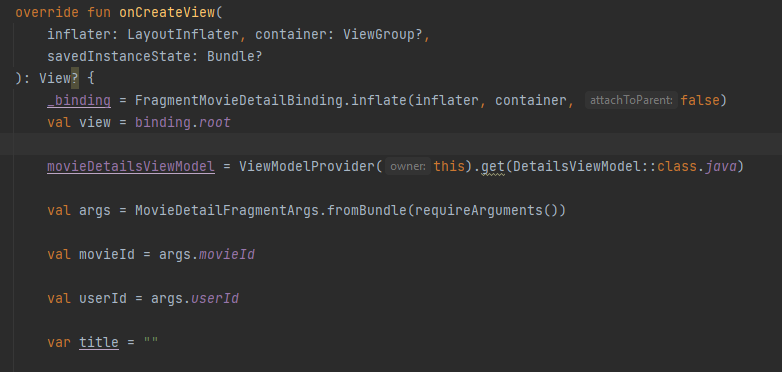 override fun onCreateView(
inflater: LayoutInflater, container: ViewGroup?,
savedInstanceState: Bundle?
): View? {
_binding = FragmentMovieDetailBinding.inflate(inflater, container, attachToParent: false)
val view = binding.root
movieDetailsViewModel = ViewModelProvider( owner: this).get(DetailsViewModel::class.java)
val args = MovieDetailFragmentArgs.fromBundle(requireArguments())
val movieId = args.movieId
val userId = args.userId
var title = ""